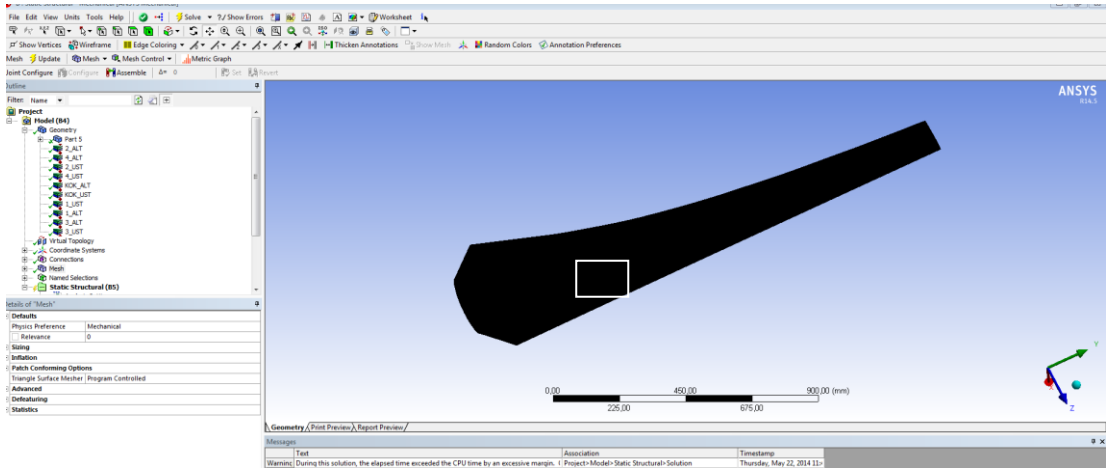 File Edit View Units Tools Help Solve ?/ Show Errors Worksheet
Show Vertices Wireframe Edge Coloring Thicken Annotations Show Mesh Random Colors Annotation Preferences
Mesh Update Mesh Mesh Control Metric Graph
Joint Configure Configure Assemble Δ= 0 Set Revert
Outline
Filter: Name
Project
Model (B4)
Geometry
Part 5
2_ALT
4_ALT
2_UST
4_UST
KOK_ALT
KOK_UST
1_UST
1_ALT
3_ALT
3_UST
Virtual Topology
Coordinate Systems
Connections
Mesh
Named Selections
Static Structural (B5)
Details of "Mesh"
Defaults
Physics Preference Mechanical
Relevance 0
Sizing
Inflation
Patch Conforming Options
Triangle Surface Mesher Program Controlled
Advanced
Defeaturing
Statistics
ANSYS
R14.5
Y
Z
0,00 450,00 900,00 (mm)
225,00 675,00
Geometry Print Preview Report Preview
Messages
Text Association Timestamp
Warning During this solution, the elapsed time exceeded the CPU time by an excessive margin. ( Project>Model>Static Structural>Solution Thursday, May 22, 2014 11>